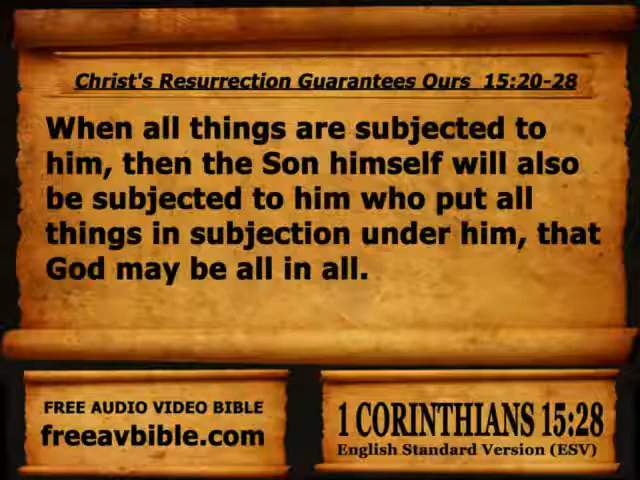 Christ's Resurrection Guarantees Ours 15:20-28
When all things are subjected to
him, then the Son himself will also
be subjected to him who put all
things in subjection under him, that
God may be all in all.
FREE AUDIO VIDEO BIBLE
freeavbible.com
1 CORINTHIANS 15:28
English Standard Version (ESV)